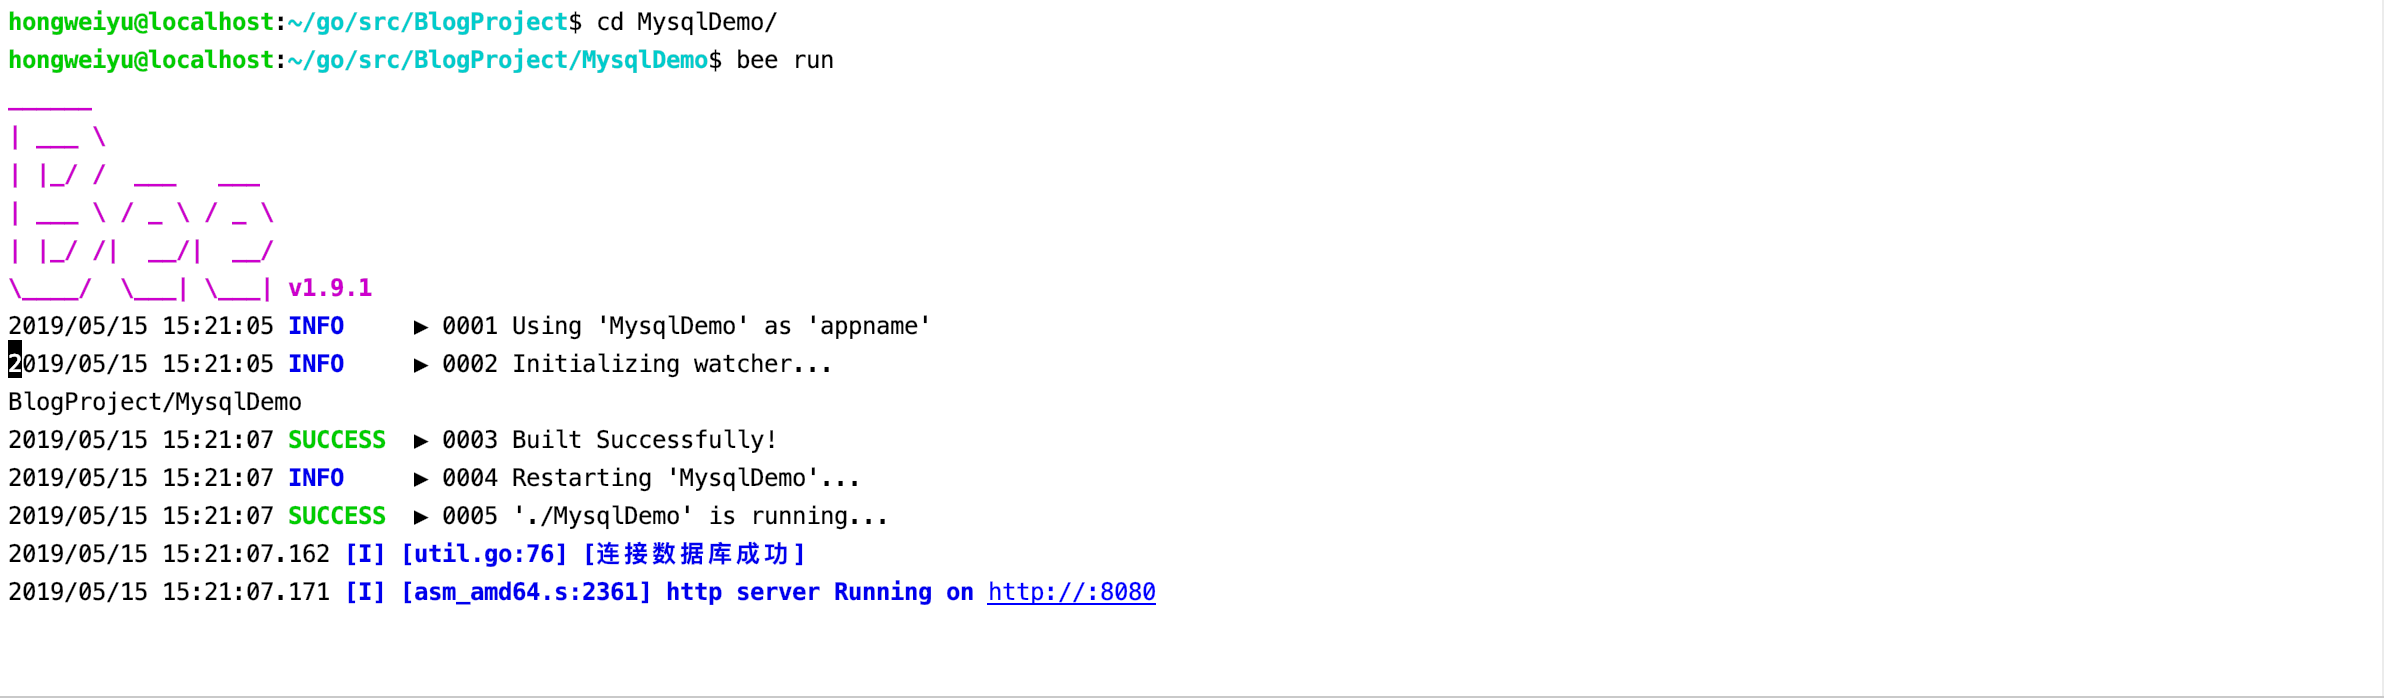 hongweiyu@localhost:~/go/src/BlogProject$ cd MysqlDemo/
hongweiyu@localhost:~/go/src/BlogProject/MysqlDemo$ bee run
______
| ___ \
| |_/ /  ___   ___
| ___ \ / _ \ / _ \
| |_/ /|  __/|  __/
\____/  \___| \___| v1.9.1
2019/05/15 15:21:05 INFO     ▶ 0001 Using 'MysqlDemo' as 'appname'
2019/05/15 15:21:05 INFO     ▶ 0002 Initializing watcher...
BlogProject/MysqlDemo
2019/05/15 15:21:07 SUCCESS  ▶ 0003 Built Successfully!
2019/05/15 15:21:07 INFO     ▶ 0004 Restarting 'MysqlDemo'...
2019/05/15 15:21:07 SUCCESS  ▶ 0005 './MysqlDemo' is running...
2019/05/15 15:21:07.162 [I] [util.go:76] [连接数据库成功]
2019/05/15 15:21:07.171 [I] [asm_amd64.s:2361] http server Running on http://:8080